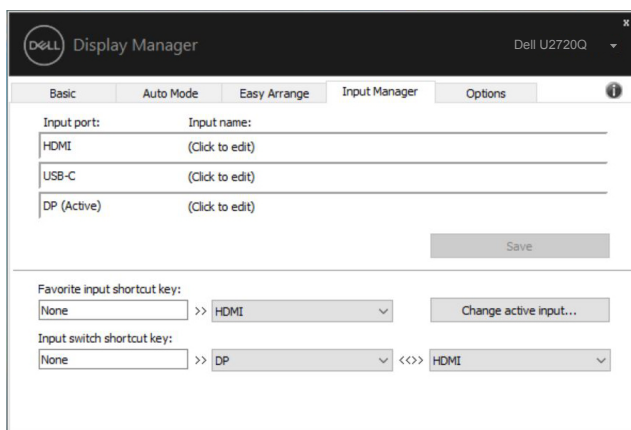 x
DELL Display Manager Dell U2720Q
Basic Auto Mode Easy Arrange Input Manager Options i
Input port: Input name:
HDMI (Click to edit)
USB-C (Click to edit)
DP (Active) (Click to edit)
Save
Favorite input shortcut key:
None >> HDMI Change active input...
Input switch shortcut key:
None >> DP <<>> HDMI